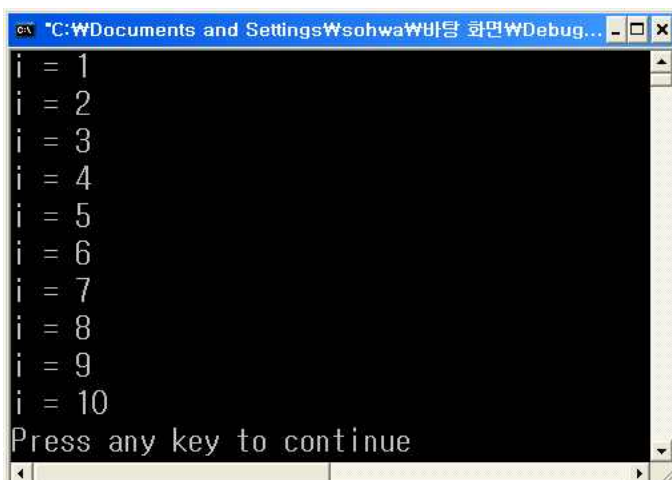 "C:₩Documents and Settings₩sohwa₩바탕 화면₩Debug...
i = 1
i = 2
i = 3
i = 4
i = 5
i = 6
i = 7
i = 8
i = 9
i = 10
Press any key to continue